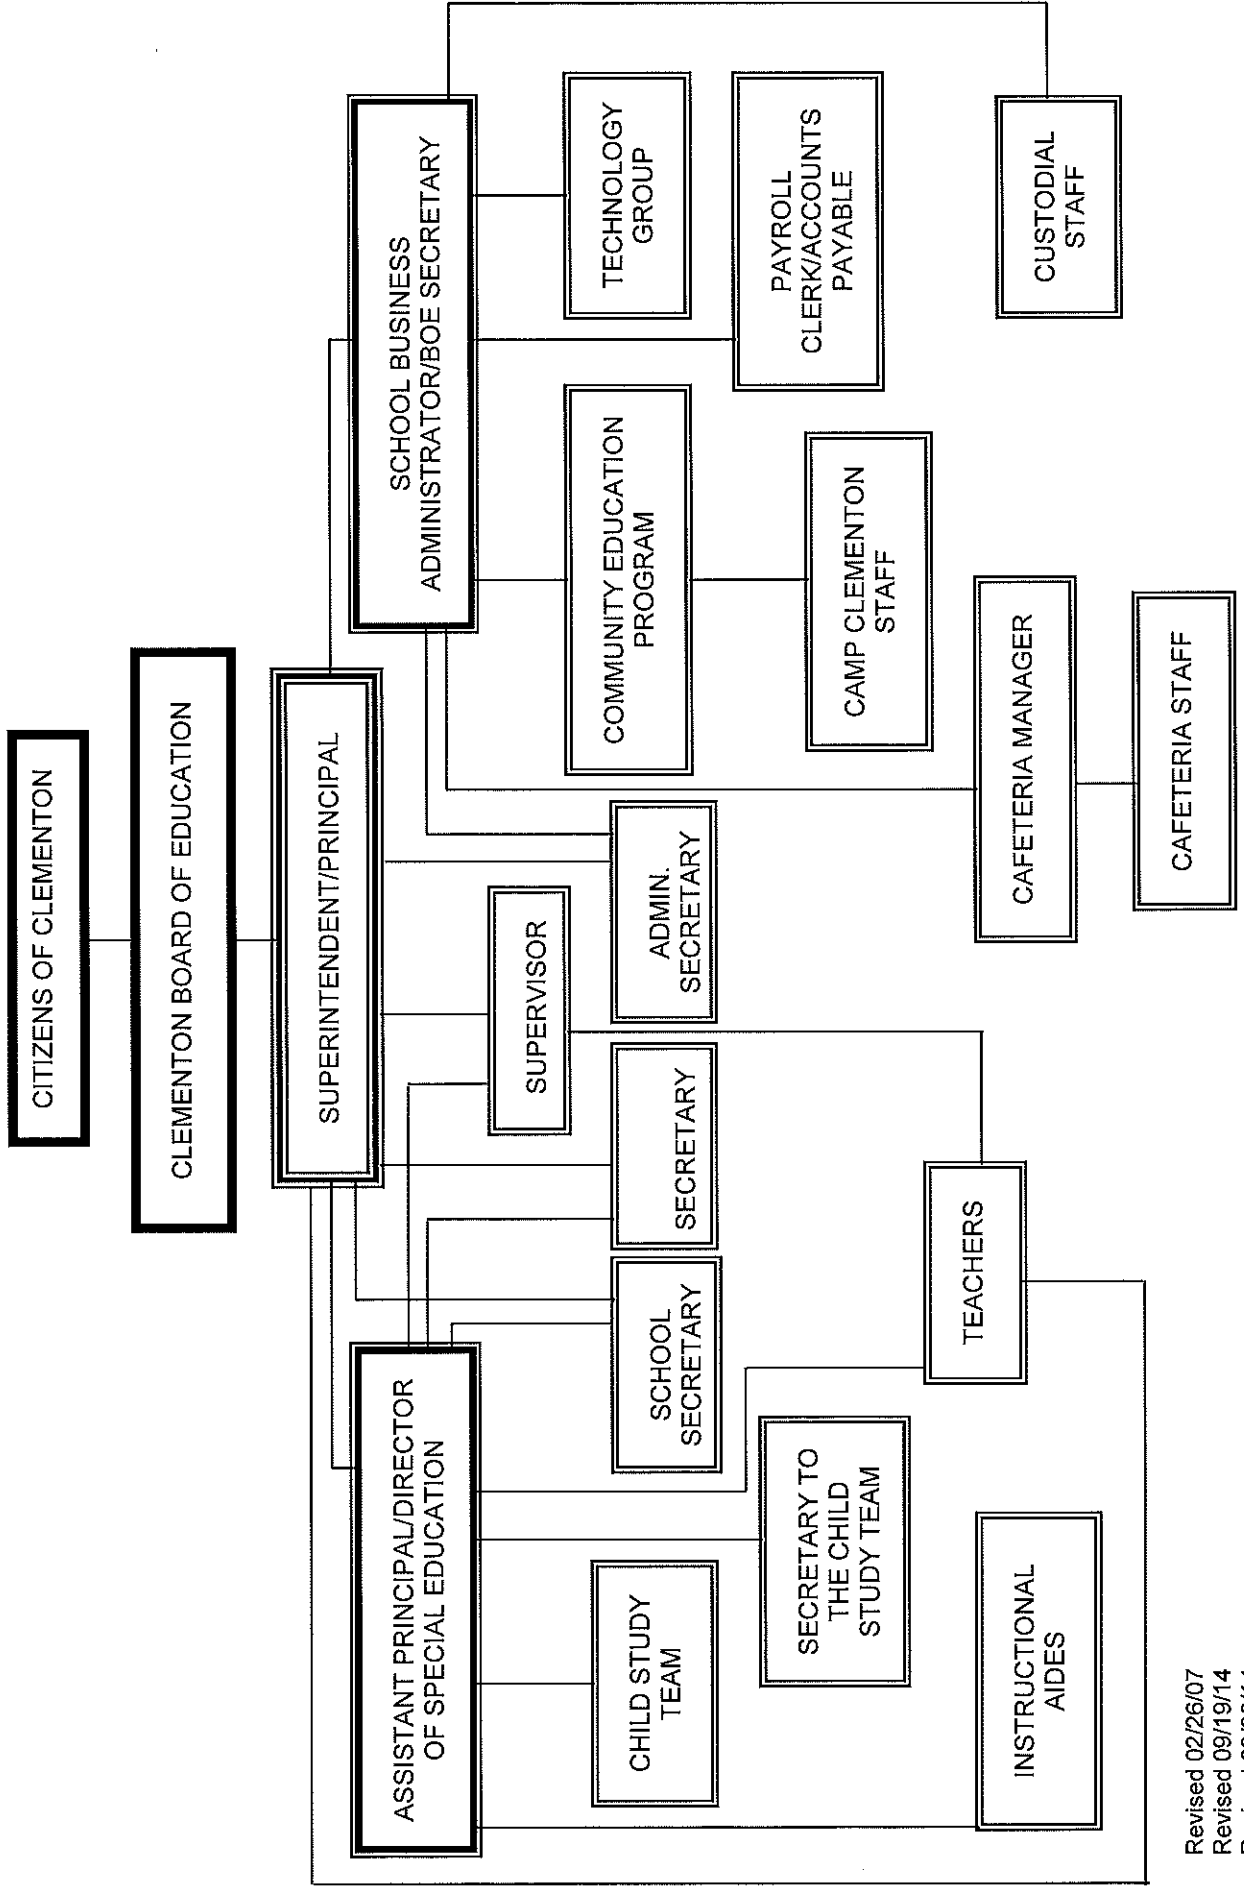 CITIZENS OF CLEMENTON
CLEMENTON BOARD OF EDUCATION
SUPERINTENDENT/PRINCIPAL
ASSISTANT PRINCIPAL/DIRECTOR
OF SPECIAL EDUCATION
SCHOOL BUSINESS
ADMINISTRATOR/BOE SECRETARY
SUPERVISOR
CHILD STUDY
TEAM
SCHOOL
SECRETARY
SECRETARY
ADMIN.
SECRETARY
COMMUNITY EDUCATION
PROGRAM
TECHNOLOGY
GROUP
SECRETARY TO
THE CHILD
STUDY TEAM
PAYROLL
CLERK/ACCOUNTS
PAYABLE
TEACHERS
CAMP CLEMENTON
STAFF
INSTRUCTIONAL
AIDES
CAFETERIA MANAGER
CUSTODIAL
STAFF
CAFETERIA STAFF
Revised 02/26/07
Revised 09/19/14